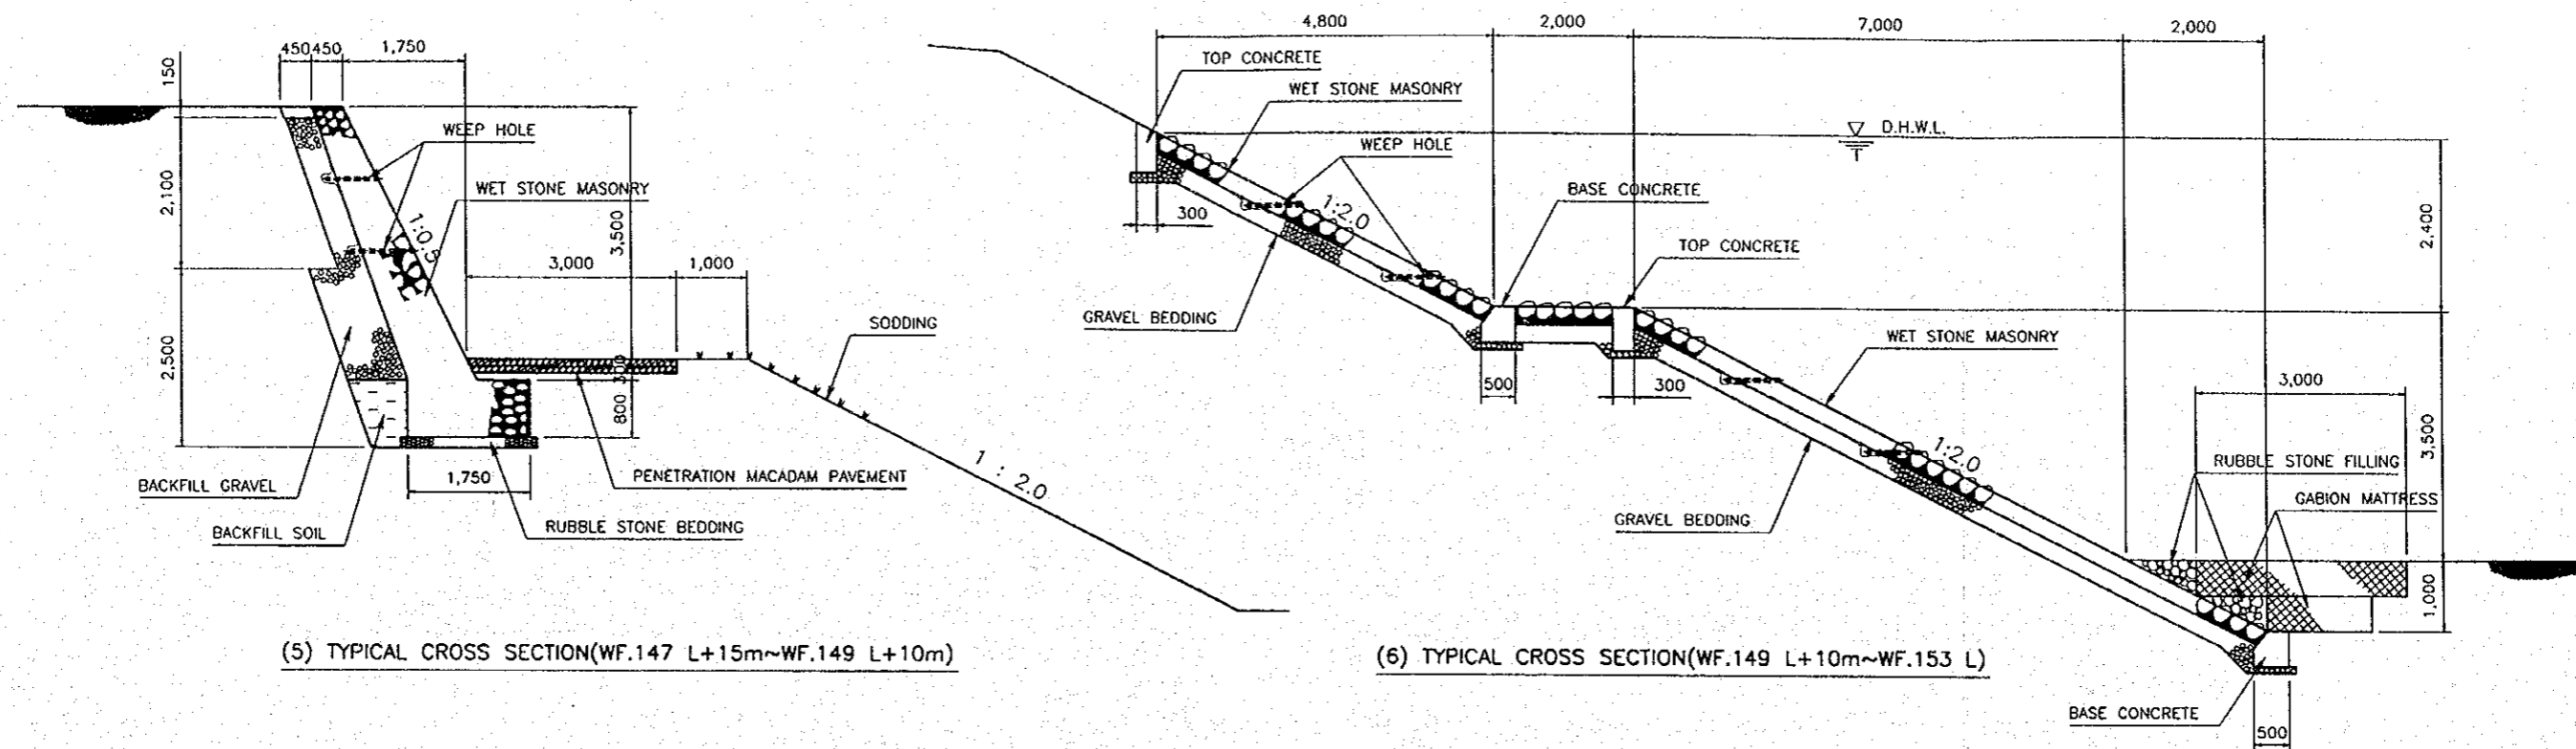 450
450
1,750
150
2,100
2,500
WEEP HOLE
WET STONE MASONRY
1:0.5
3,500
3,000
1,000
300
800
SODDING
1 : 2.0
1,750
BACKFILL GRAVEL
BACKFILL SOIL
PENETRATION MACADAM PAVEMENT
RUBBLE STONE BEDDING
(5) TYPICAL CROSS SECTION(WF.147 L+15m~WF.149 L+10m)
4,800
2,000
7,000
2,000
TOP CONCRETE
WET STONE MASONRY
WEEP HOLE
D.H.W.L.
300
1:2.0
BASE CONCRETE
TOP CONCRETE
2,400
GRAVEL BEDDING
WET STONE MASONRY
500
300
3,000
1:2.0
3,500
RUBBLE STONE FILLING
GABION MATTRESS
GRAVEL BEDDING
1,000
BASE CONCRETE
500
(6) TYPICAL CROSS SECTION(WF.149 L+10m~WF.153 L)